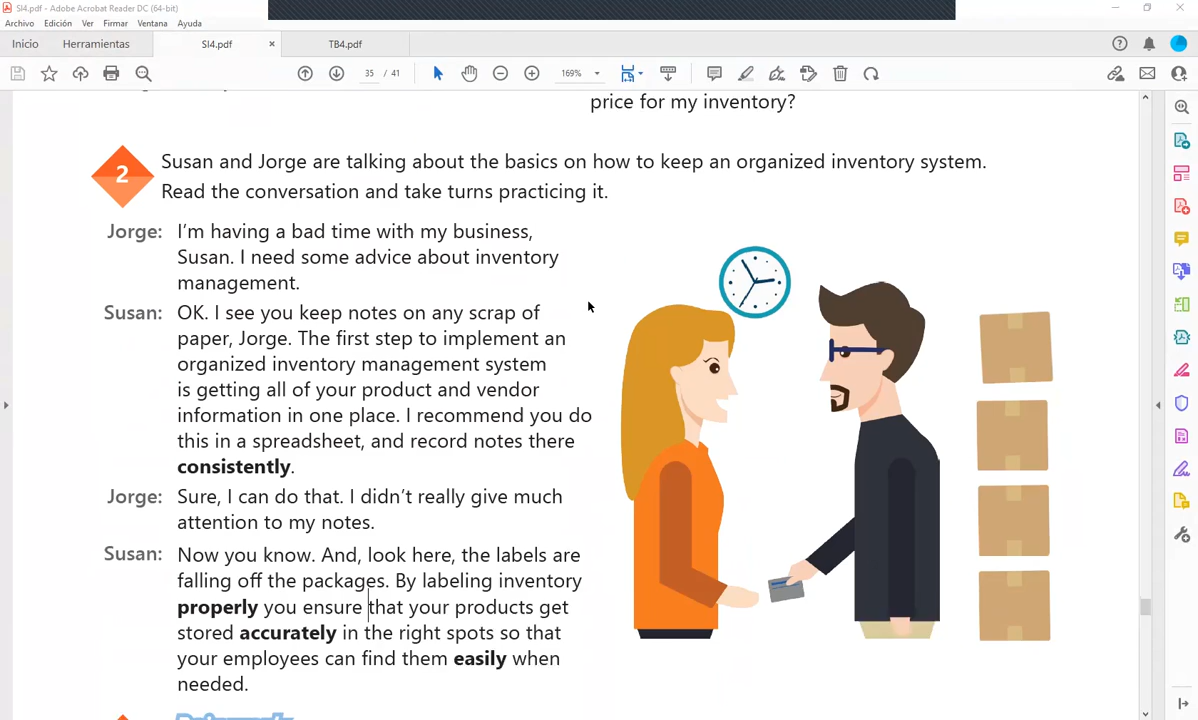 SI4.pdf - Adobe Acrobat Reader DC (64-bit)
Archivo Edición Ver Firmar Ventana Ayuda
Inicio Herramientas SI4.pdf × TB4.pdf
35 / 41 169%
price for my inventory?
2
Susan and Jorge are talking about the basics on how to keep an organized inventory system.
Read the conversation and take turns practicing it.
Jorge: I'm having a bad time with my business,
Susan. I need some advice about inventory
management.
Susan: OK. I see you keep notes on any scrap of
paper, Jorge. The first step to implement an
organized inventory management system
is getting all of your product and vendor
information in one place. I recommend you do
this in a spreadsheet, and record notes there
consistently.
Jorge: Sure, I can do that. I didn't really give much
attention to my notes.
Susan: Now you know. And, look here, the labels are
falling off the packages. By labeling inventory
properly you ensure that your products get
stored accurately in the right spots so that
your employees can find them easily when
needed.